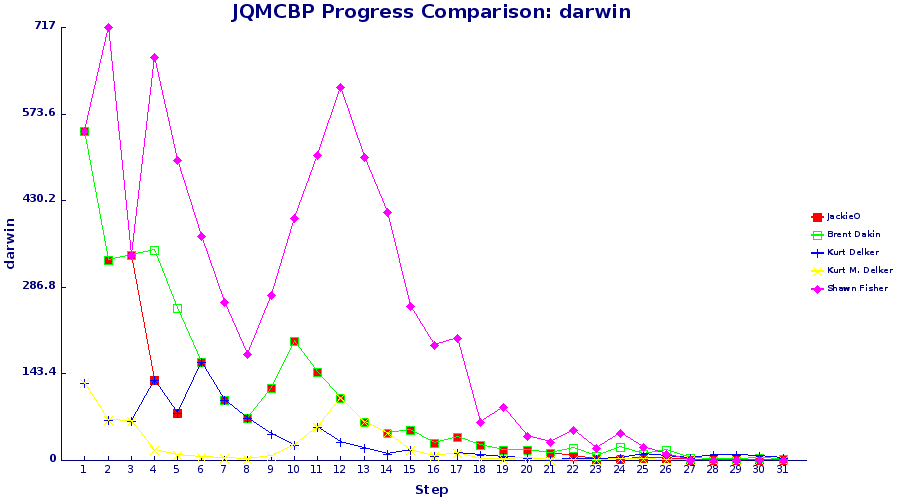 JQMCBP Progress Comparison: darwin
717
573.6
430.2
286.8
143.4
0
darwin
1 2 3 4 5 6 7 8 9 10 11 12 13 14 15 16 17 18 19 20 21 22 23 24 25 26 27 28 29 30 31
Step
JackieO
Brent Dakin
Kurt Delker
Kurt M. Delker
Shawn Fisher